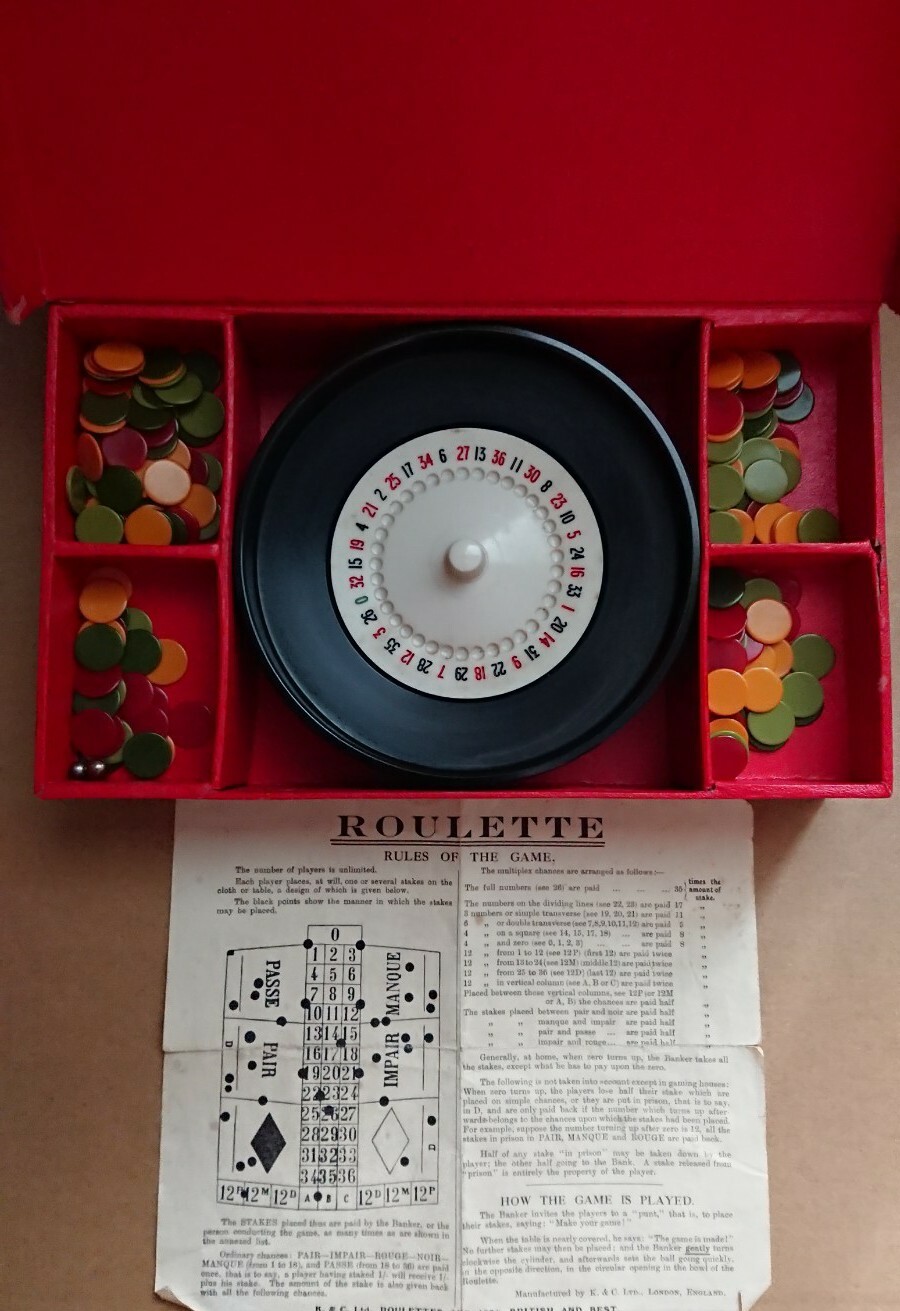 27 13 36 11 30 8 23 10 5 24 16 33 1 20 14 31 9 22 18 29 7 28 12 35 3 26 0 32 15 19 4 21 2 25 17 34 6
ROULETTE
RULES OF THE GAME.
The number of players is unlimited.
Each player places, at will, one or several stakes on the
cloth or table, a design of which is given below.
The black points show the manner in which the stakes
may be placed.
0
1 2 3
4 5 6
7 8 9
10 11 12
13 14 15
16 17 18
19 20 21
22 23 24
25 26 27
28 29 30
31 32 33
34 35 36
PASSE
MANQUE
PAIR
IMPAIR
D
D
12P 12M 12D A B C 12D 12M 12P
The STAKES placed thus are paid by the Banker, or the
person conducting the game, as many times as are shown in
the annexed list.
Ordinary chances: PAIR—IMPAIR—ROUGE—NOIR—
MANQUE (from 1 to 18), and PASSE (from 18 to 36) are paid
once, that is to say, a player having staked 1/- will receive 1/-
plus his stake. The amount of the stake is also given back
with all the following chances.
The multiplex chances are arranged as follows:—
times the
The full numbers (see 36) are paid ... ... ... 35 amount of
stake.
The numbers on the dividing lines (see 22, 23) are paid 17 „
3 numbers or simple transverse (see 19, 20, 21) are paid 11 „
6 „ or double transverse (see 7,8,9,10,11,12) are paid 5 „
4 „ on a square (see 14, 15, 17, 18) ... are paid 8 „
4 „ and zero (see 0, 1, 2, 3) ... ... are paid 8 „
12 „ from 1 to 12 (see 12P) (first 12) are paid twice
12 „ from 13 to 24 (see 12M) (middle 12) are paid twice
12 „ from 25 to 36 (see 12D) (last 12) are paid twice
12 „ in vertical column (see A, B or C) are paid twice
Placed between these vertical columns, see 12P (or 12M
or A, B) the chances are paid half „
The stakes placed between pair and noir are paid half „
„ „ manque and impair are paid half „
„ „ pair and passe ... are paid half „
„ „ impair and rouge... are paid half „
Generally, at home, when zero turns up, the Banker takes all
the stakes, except what he has to pay upon the zero.
The following is not taken into account except in gaming houses:
When zero turns up, the players lose half their stake which are
placed on simple chances, or they are put in prison, that is to say,
in D, and are only paid back if the number which turns up after-
wards belongs to the chances upon which the stakes had been placed.
For example, suppose the number turning up after zero is 12, all the
stakes in prison in PAIR, MANQUE and ROUGE are paid back.
Half of any stake "in prison" may be taken down by the
player; the other half going to the Bank. A stake released from
"prison" is entirely the property of the player.
HOW THE GAME IS PLAYED.
The Banker invites the players to a "punt," that is, to place
their stakes, saying: "Make your game!"
When the table is nearly covered, he says: "The game is made!"
No further stakes may then be placed; and the Banker gently turns
clockwise the cylinder, and afterwards sets the ball going quickly,
in the opposite direction, in the circular opening in the bowl of the
Roulette.
Manufactured by K. & C. LTD., LONDON, ENGLAND.
K. & C. Ltd. BRITISH AND BEST